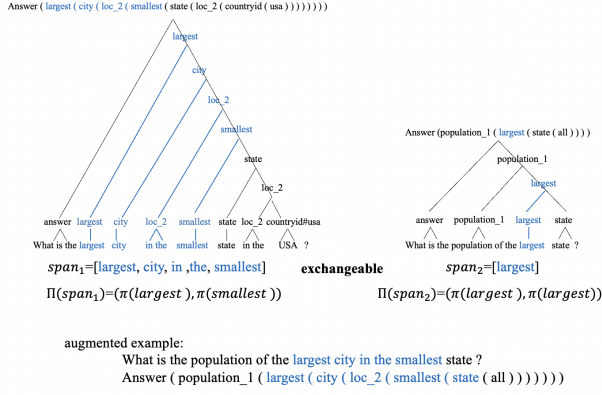 Answer ( largest ( city ( loc_2 ( smallest ( state ( loc_2 ( countryid ( usa ) ) ) ) ) ) ) )
largest
city
loc_2
smallest
state
loc_2
answer largest city loc_2 smallest state loc_2 countryid#usa
What is the largest city in the smallest state in the USA ?
span₁=[largest, city, in ,the, smallest]
Π(span₁)=(π(largest ),π(smallest ))
exchangeable
Answer (population_1 ( largest ( state ( all ) ) ) )
population_1
largest
answer population_1 largest state
What is the population of the largest state ?
span₂=[largest]
Π(span₂)=(π(largest ),π(largest))
augmented example:
What is the population of the largest city in the smallest state ?
Answer ( population_1 ( largest ( city ( loc_2 ( smallest ( state ( all ) ) ) ) ) ) )